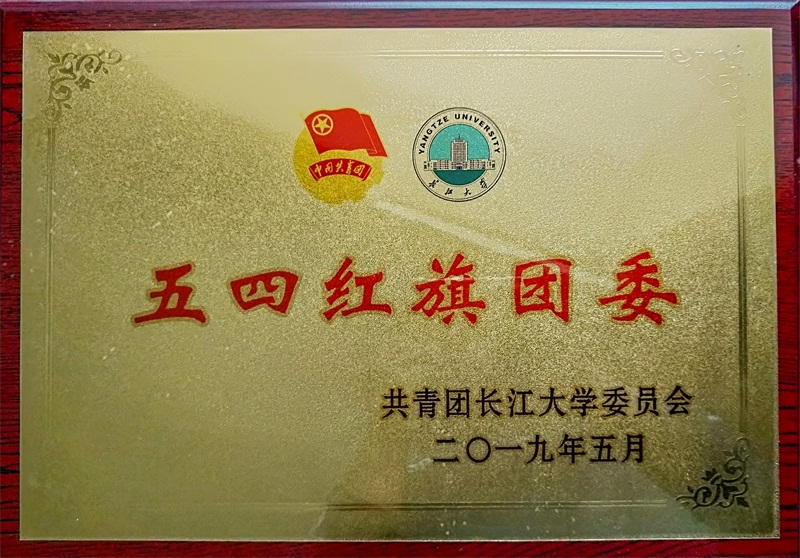 中国共青团
YANGTZE UNIVERSITY
长江大学
五四红旗团委
共青团长江大学委员会
二〇一九年五月